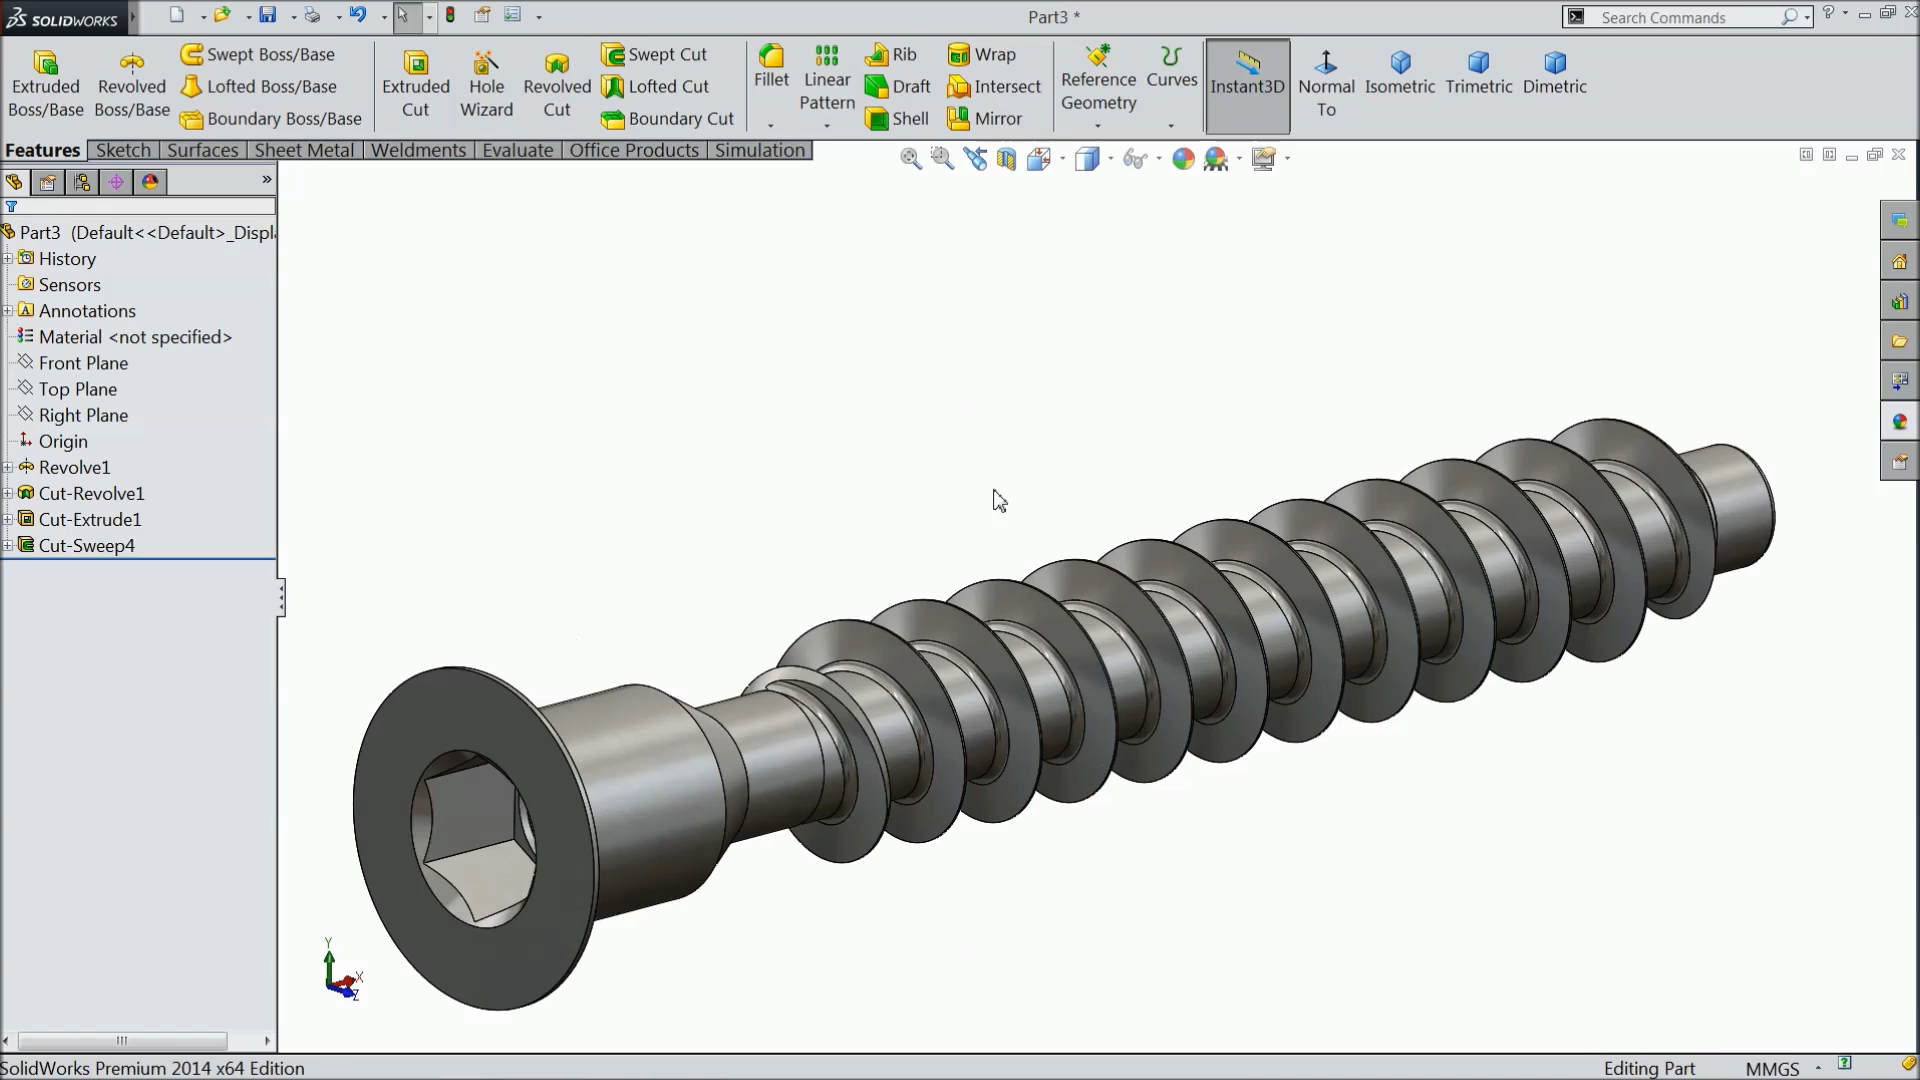 SOLIDWORKS
Part3 *
Search Commands
Extruded Boss/Base
Revolved Boss/Base
Swept Boss/Base
Lofted Boss/Base
Boundary Boss/Base
Extruded Cut
Hole Wizard
Revolved Cut
Swept Cut
Lofted Cut
Boundary Cut
Fillet
Linear Pattern
Rib
Draft
Shell
Wrap
Intersect
Mirror
Reference Geometry
Curves
Instant3D
Normal To
Isometric
Trimetric
Dimetric
Features
Sketch
Surfaces
Sheet Metal
Weldments
Evaluate
Office Products
Simulation
Part3 (Default<<Default>_Displ
History
Sensors
Annotations
Material <not specified>
Front Plane
Top Plane
Right Plane
Origin
Revolve1
Cut-Revolve1
Cut-Extrude1
Cut-Sweep4
Y
X
Z
SolidWorks Premium 2014 x64 Edition
Editing Part
MMGS